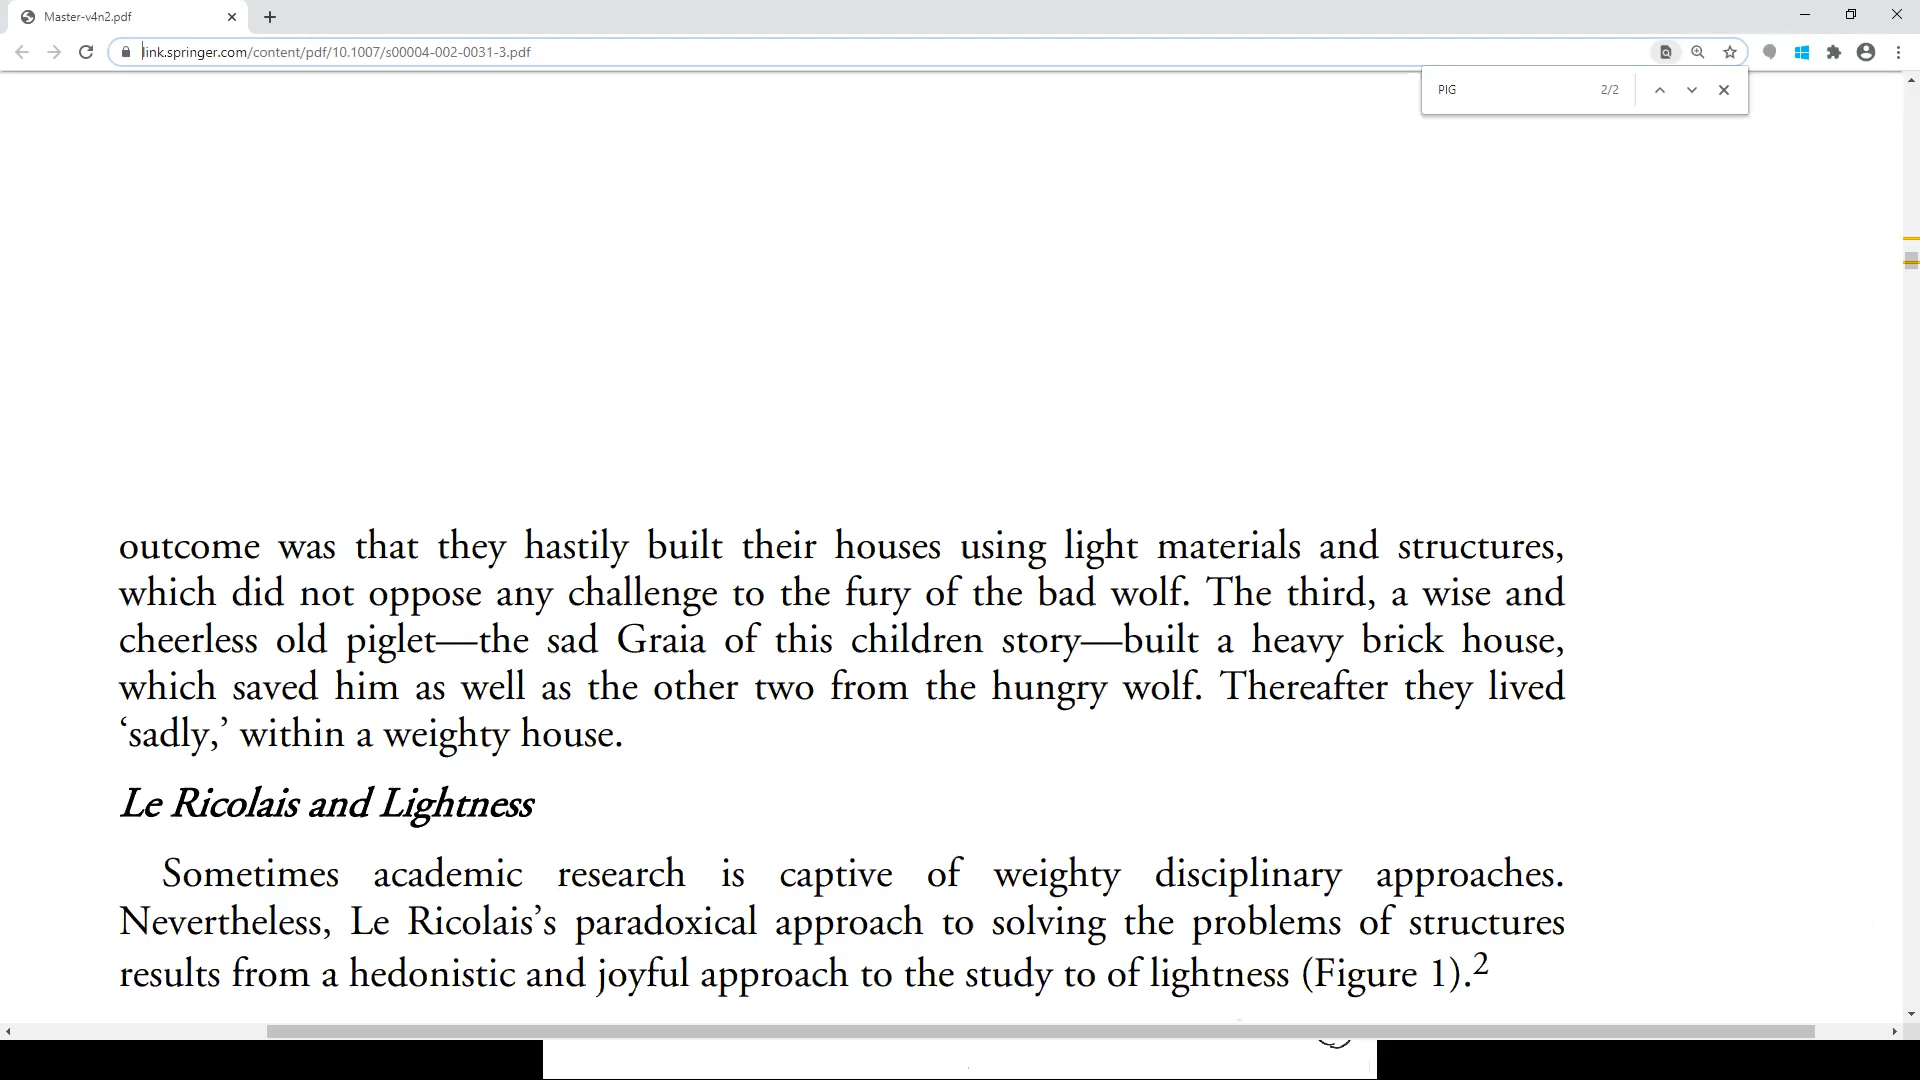 Master-v4n2.pdf
link.springer.com/content/pdf/10.1007/s00004-002-0031-3.pdf
PIG 2/2
outcome was that they hastily built their houses using light materials and structures,
which did not oppose any challenge to the fury of the bad wolf. The third, a wise and
cheerless old piglet—the sad Graia of this children story—built a heavy brick house,
which saved him as well as the other two from the hungry wolf. Thereafter they lived
‘sadly,’ within a weighty house.
Le Ricolais and Lightness
Sometimes academic research is captive of weighty disciplinary approaches.
Nevertheless, Le Ricolais’s paradoxical approach to solving the problems of structures
results from a hedonistic and joyful approach to the study to of lightness (Figure 1).2